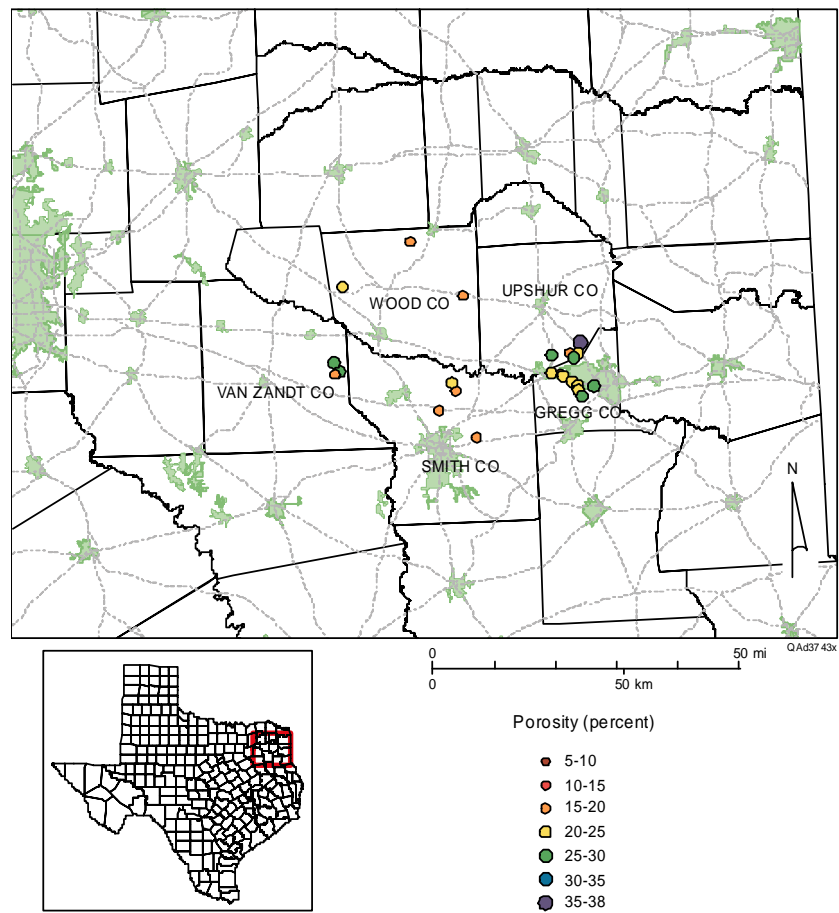 WOOD CO
UPSHUR CO
VAN ZANDT CO
GREGG CO
SMITH CO
N
QAd3743x
0 50 mi
0 50 km
Porosity (percent)
5-10
10-15
15-20
20-25
25-30
30-35
35-38